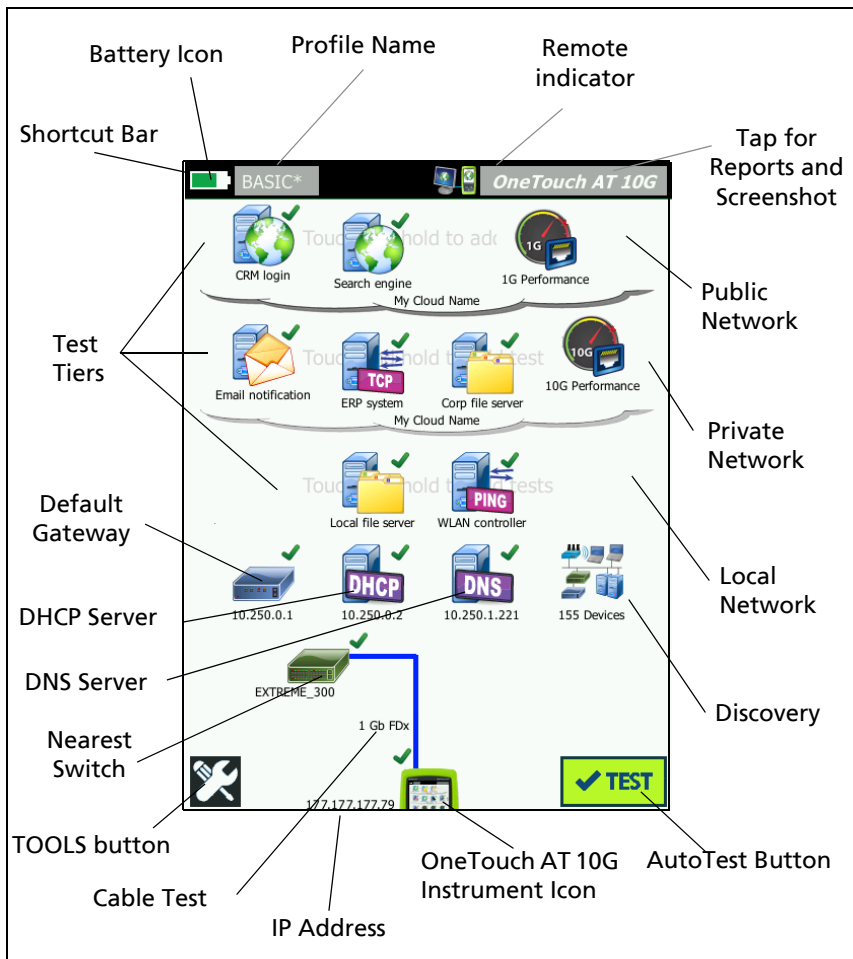 Battery Icon
Profile Name
Remote
indicator
Shortcut Bar
Tap for
Reports and
Screenshot
BASIC*
OneTouch AT 10G
1G
CRM login
Search engine
1G Performance
My Cloud Name
Public
Network
Test
Tiers
TCP
10G
Email notification
ERP system
Corp file server
10G Performance
My Cloud Name
Private
Network
PING
Local file server
WLAN controller
Default
Gateway
DHCP
DNS
10.250.0.1
10.250.0.2
10.250.1.221
155 Devices
Local
Network
DHCP Server
DNS Server
EXTREME_300
Discovery
1 Gb FDx
Nearest
Switch
TEST
177.177.177.79
TOOLS button
OneTouch AT 10G
Instrument Icon
AutoTest Button
Cable Test
IP Address